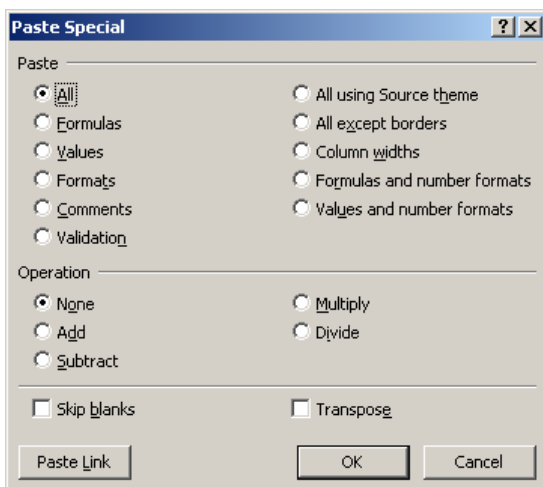 Paste Special
Paste
All
All using Source theme
Formulas
All except borders
Values
Column widths
Formats
Formulas and number formats
Comments
Values and number formats
Validation
Operation
None
Multiply
Add
Divide
Subtract
Skip blanks
Transpose
Paste Link
OK
Cancel